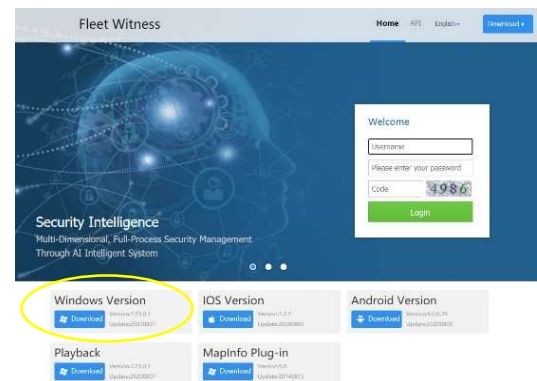 Fleet Witness
Home API English
Download
Welcome
Username
Please enter your password
Code 4986
Login
Security Intelligence
Multi-Dimensional, Full-Process Security Management
Through AI Intelligent System
Windows Version
Download
IOS Version
Download
Android Version
Download
Playback
Download
MapInfo Plug-in
Download